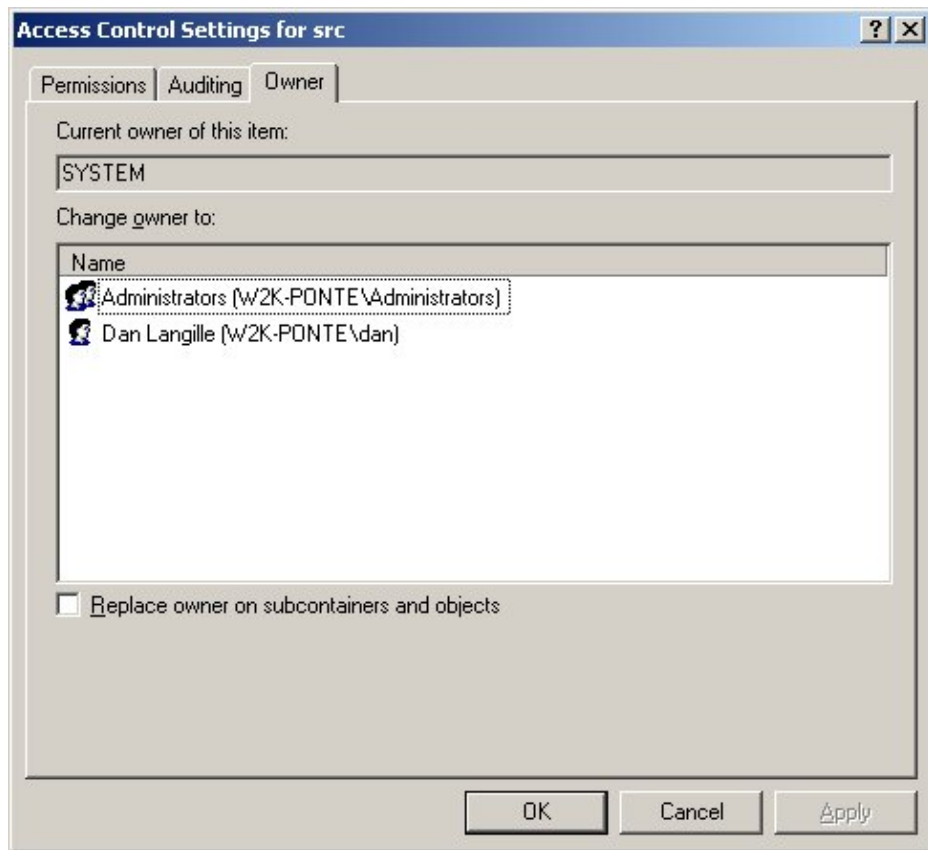 Access Control Settings for src
Permissions Auditing Owner
Current owner of this item:
SYSTEM
Change owner to:
Name
Administrators (W2K-PONTE\Administrators)
Dan Langille (W2K-PONTE\dan)
Replace owner on subcontainers and objects
OK Cancel Apply